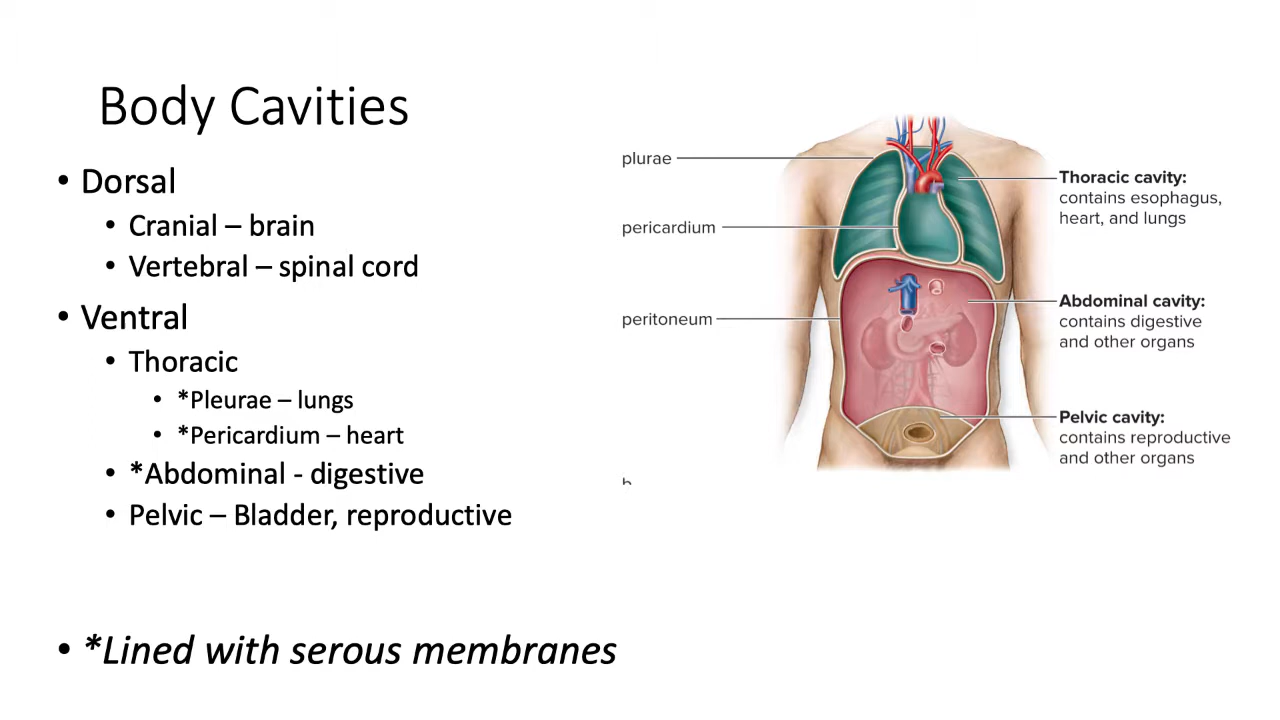 Body Cavities
• Dorsal
• Cranial – brain
• Vertebral – spinal cord
• Ventral
• Thoracic
• *Pleurae – lungs
• *Pericardium – heart
• *Abdominal - digestive
• Pelvic – Bladder, reproductive
• *Lined with serous membranes
plurae
pericardium
peritoneum
Thoracic cavity:
contains esophagus,
heart, and lungs
Abdominal cavity:
contains digestive
and other organs
Pelvic cavity:
contains reproductive
and other organs